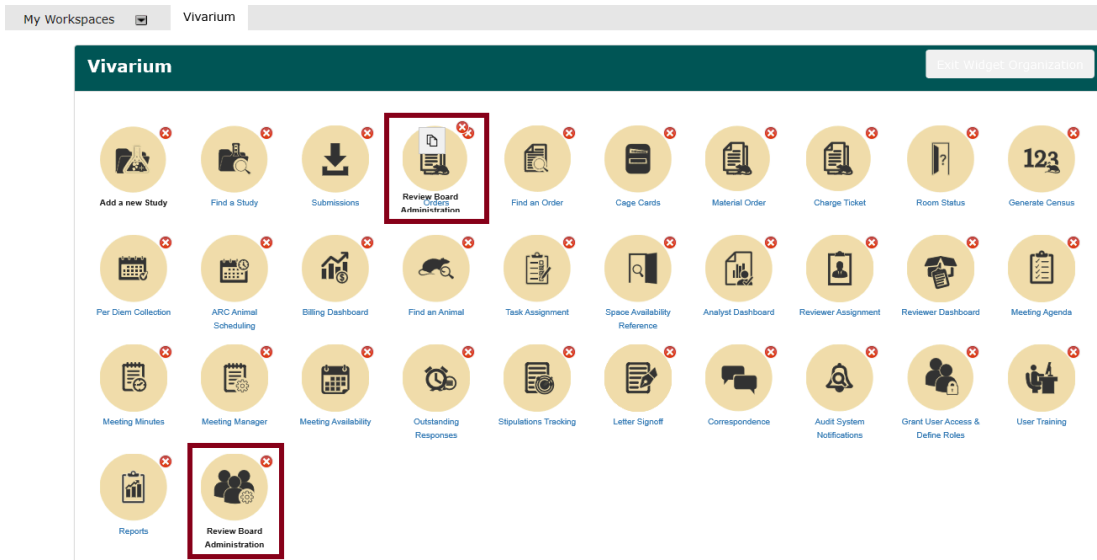 My Workspaces
Vivarium
Vivarium
Exit Widget Organization
123
Add a new Study
Find a Study
Submissions
Review Board
Orders
Administration
Find an Order
Cage Cards
Material Order
Charge Ticket
?
Room Status
Generate Census
Per Diem Collection
ARC Animal
Scheduling
Billing Dashboard
$
Find an Animal
Task Assignment
Space Availability
Reference
Analyst Dashboard
Reviewer Assignment
Reviewer Dashboard
Meeting Agenda
Meeting Minutes
Meeting Manager
Meeting Availability
Outstanding
Responses
Stipulations Tracking
Letter Signoff
Correspondence
Audit System
Notifications
Grant User Access &
Define Roles
User Training
Reports
Review Board
Administration